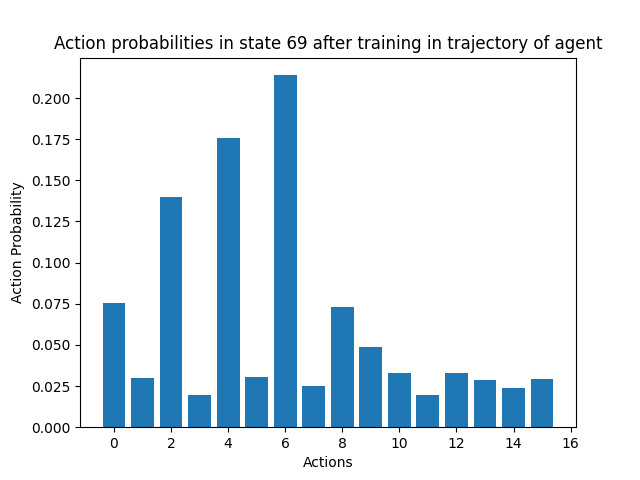 Action probabilities in state 69 after training in trajectory of agent
0.200
0.175
0.150
0.125
0.100
0.075
0.050
0.025
0.000
Action Probability
0 2 4 6 8 10 12 14 16
Actions